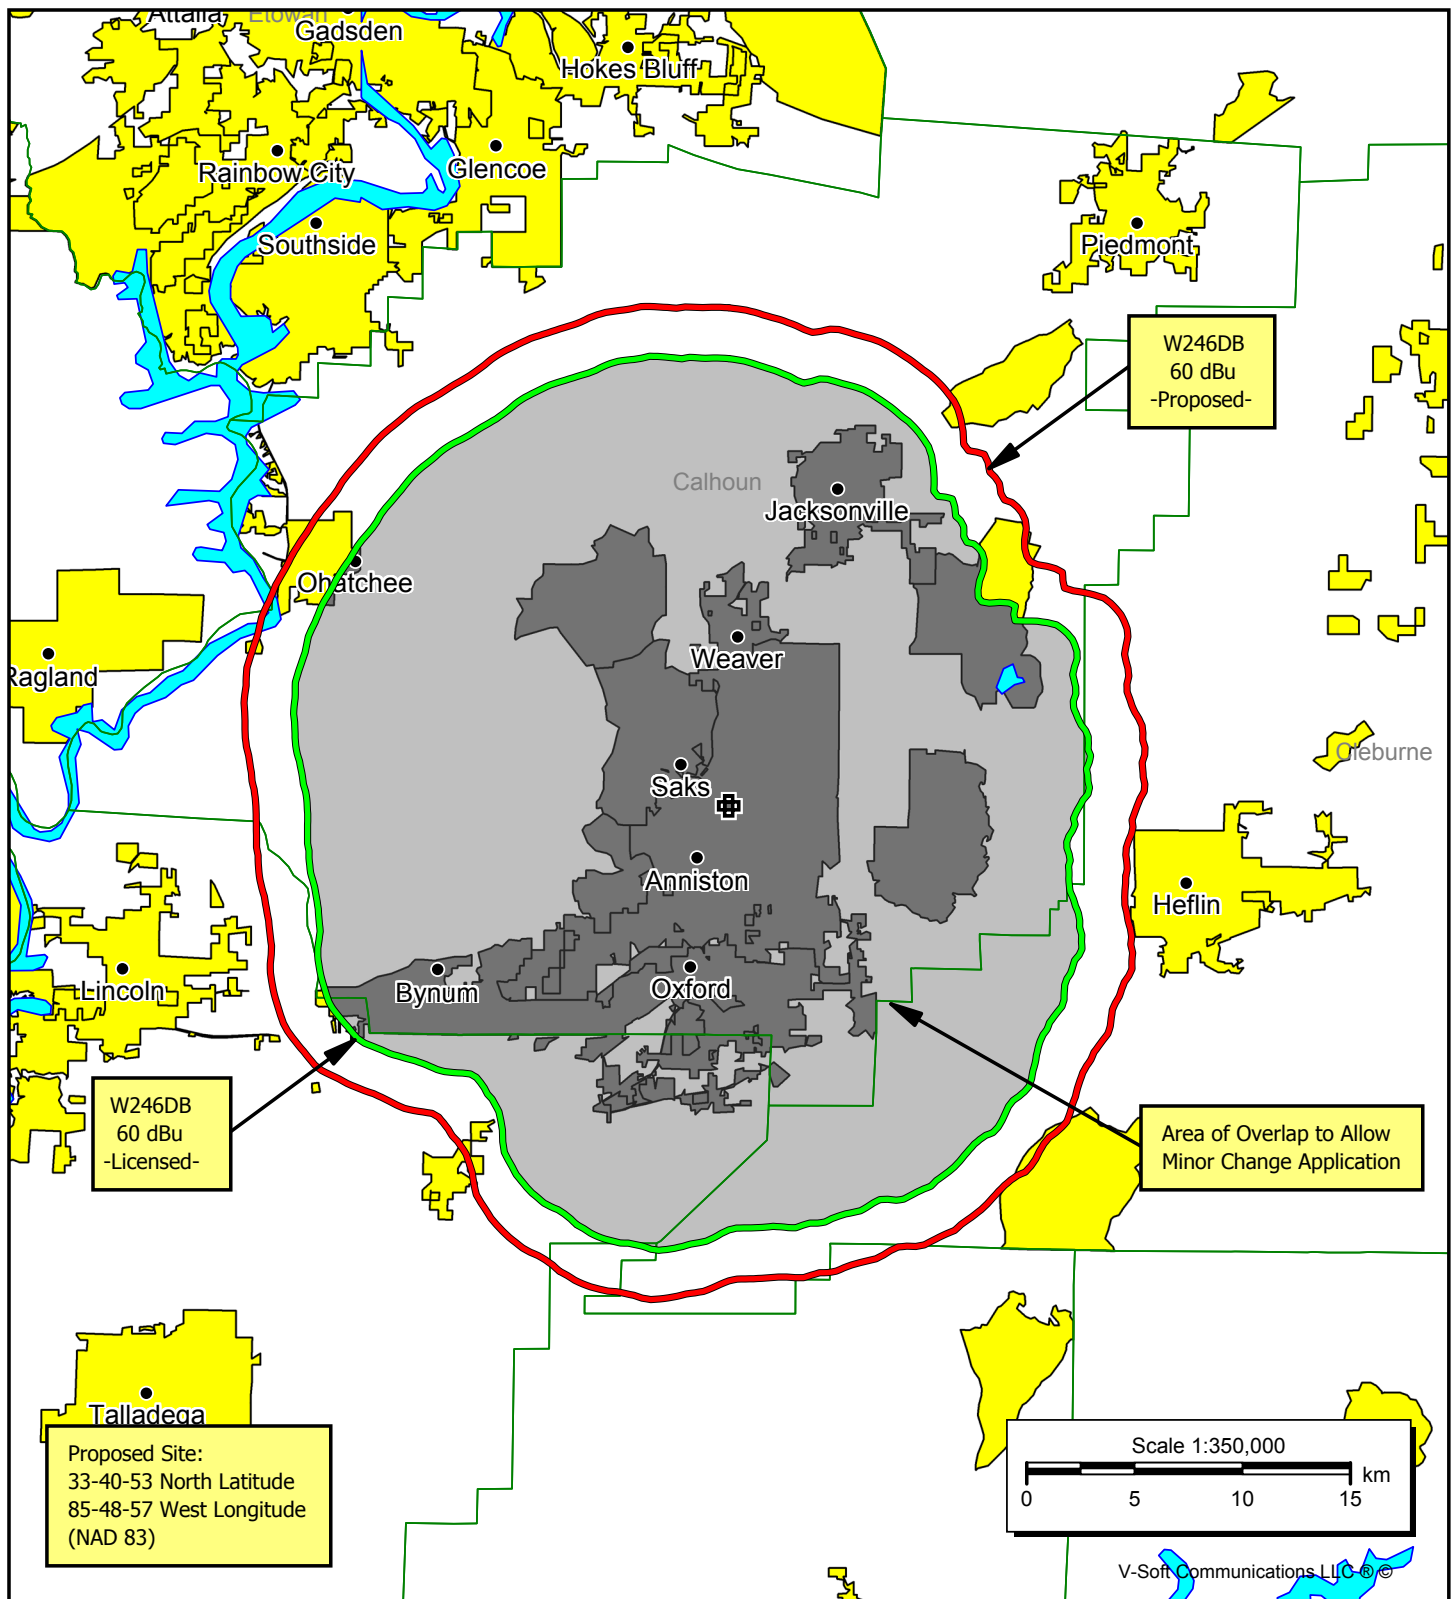 Attalla
Etowah
Gadsden
Hokes Bluff
Rainbow City
Glencoe
Southside
Piedmont
W246DB
60 dBu
-Proposed-
Calhoun
Jacksonville
Ohatchee
Weaver
Ragland
Cleburne
Saks
Anniston
Heflin
Lincoln
Bynum
Oxford
W246DB
60 dBu
-Licensed-
Area of Overlap to Allow
Minor Change Application
Talladega
Proposed Site:
33-40-53 North Latitude
85-48-57 West Longitude
(NAD 83)
Scale 1:350,000
km
0 5 10 15
V-Soft Communications LLC ® ©